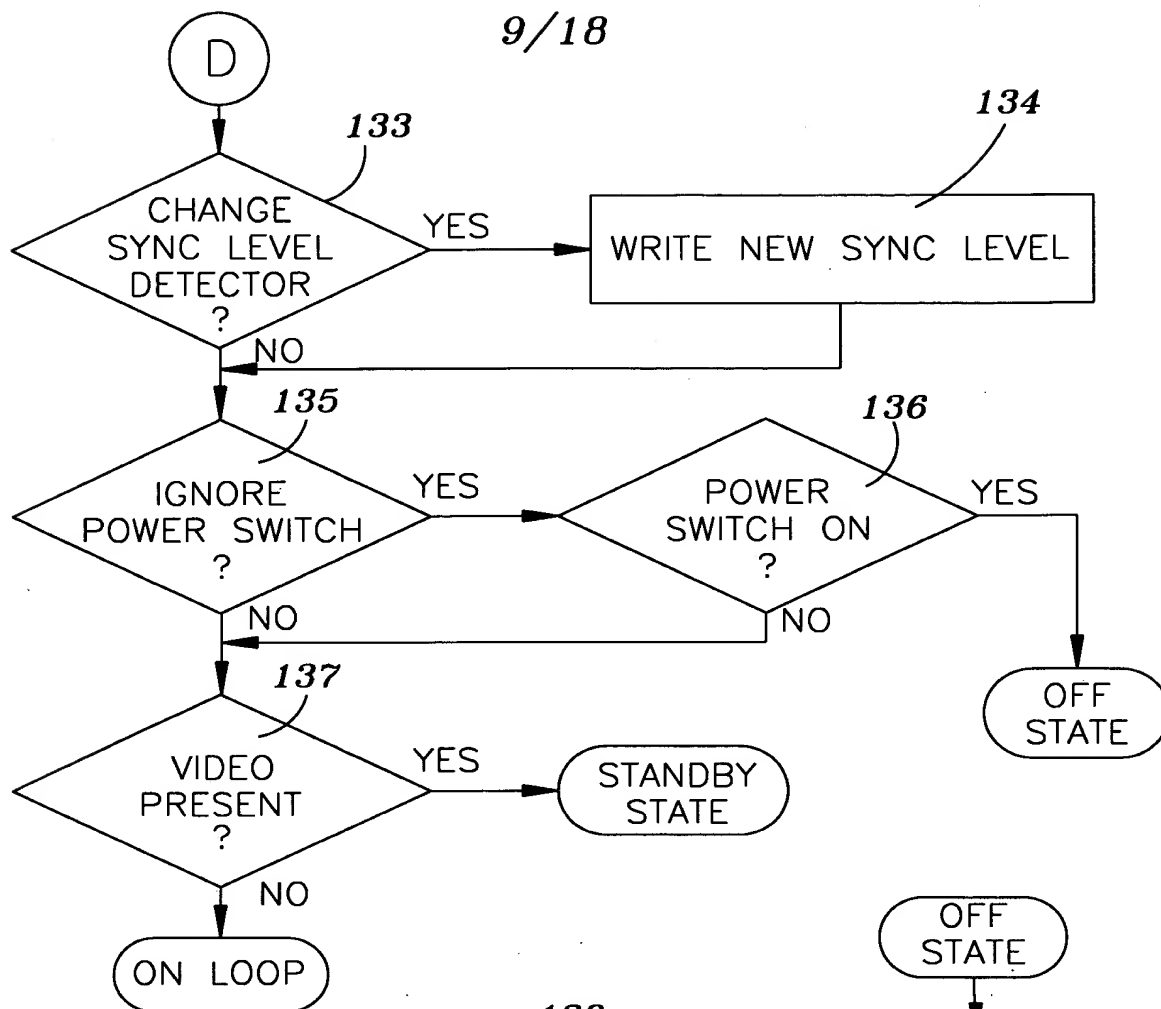 9/18
D
133
134
CHANGE
SYNC LEVEL
DETECTOR
?
YES
WRITE NEW SYNC LEVEL
NO
135
136
IGNORE
POWER SWITCH
?
YES
POWER
SWITCH ON
?
YES
NO
NO
OFF
STATE
137
VIDEO
PRESENT
?
YES
STANDBY
STATE
NO
ON LOOP
OFF
STATE